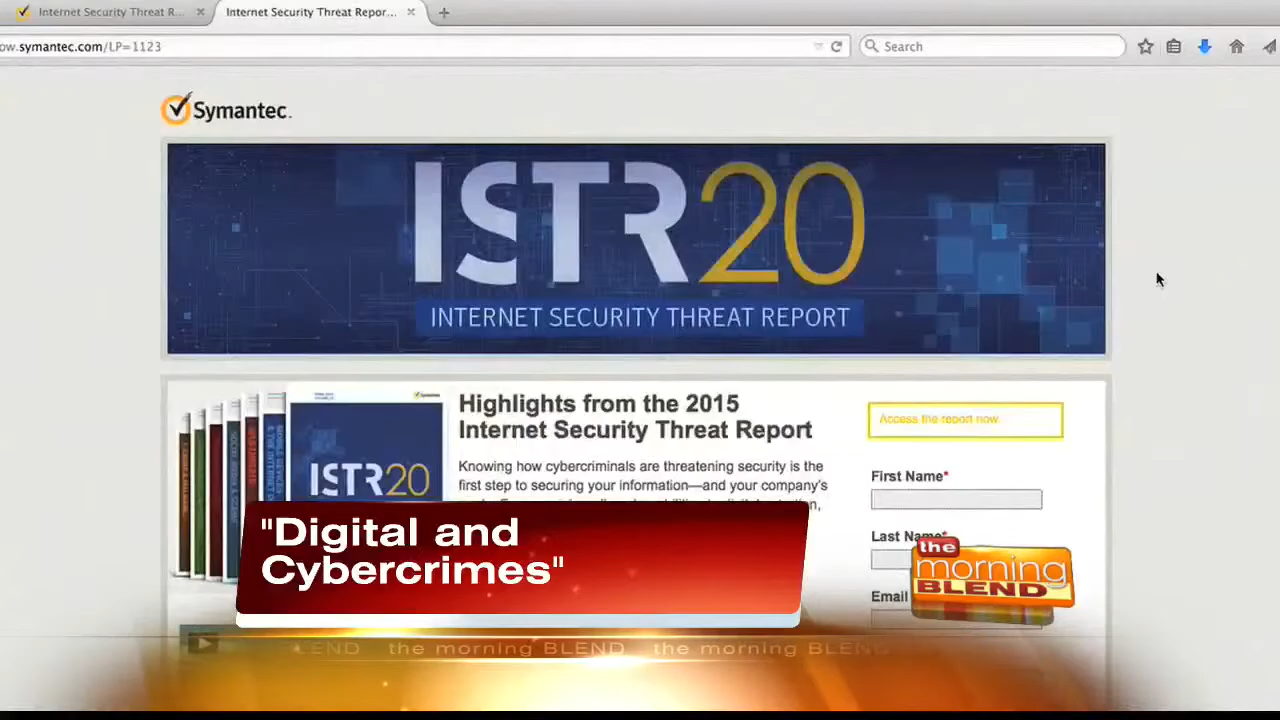 Internet Security Threat R...
Internet Security Threat Repor...
ow.symantec.com/LP=1123
Search
Symantec.
ISTR20
INTERNET SECURITY THREAT REPORT
Highlights from the 2015
Internet Security Threat Report
Knowing how cybercriminals are threatening security is the
first step to securing your information—and your company's
Access the report now
First Name*
Last Name*
Email
Symantec
ISTR20
"Digital and
Cybercrimes"
the
morning
BLEND
LEND the morning BLEND the morning BLEND